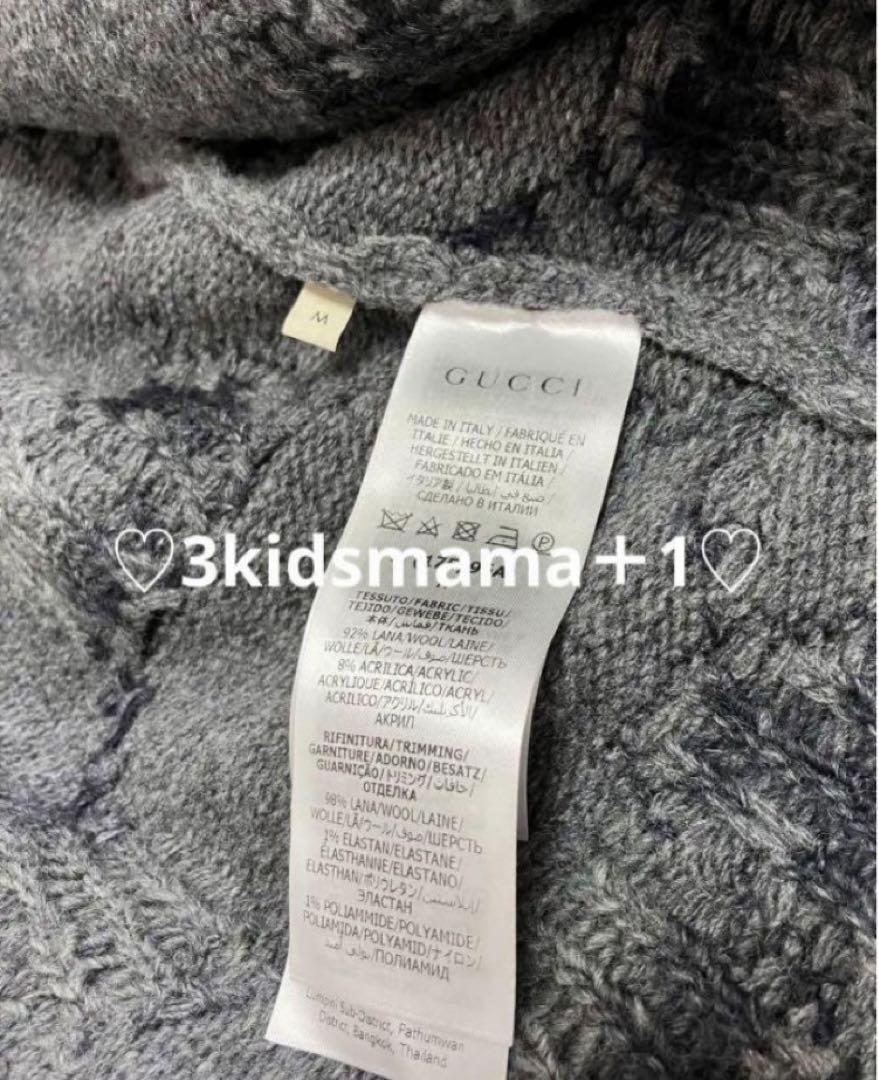 M
GUCCI
MADE IN ITALY / FABRIQUÉ EN
ITALIE / HECHO EN ITALIA /
HERGESTELLT IN ITALIEN /
FABRICADO EM ITÁLIA /
イタリア製 / صنع في إيطاليا /
СДЕЛАНО В ИТАЛИИ
P
♡3kidsmama+1♡
TESSUTO/FABRIC/TISSU/
TEJIDO/GEWEBE/TECIDO/
本体/قماش/ТКАНЬ
92% LANA/WOOL/LAINE/
WOLLE/LÃ/ウール/صوف/ШЕРСТЬ
8% ACRILICA/ACRYLIC/
ACRYLIQUE/ACRÍLICO/ACRYL/
ACRÍLICO/アクリル/الأكريليك/
АКРИЛ
RIFINITURA/TRIMMING/
GARNITURE/ADORNO/BESATZ/
GUARNIÇÃO/トリミング/حافات/
ОТДЕЛКА
98% LANA/WOOL/LAINE/
WOLLE/LÃ/ウール/صوف/ШЕРСТЬ
1% ELASTAN/ELASTANE/
ÉLASTHANNE/ELASTANO/
ELASTHAN/ポリウレタン/إيلاستين/
ЭЛАСТАН
1% POLIAMMIDE/POLYAMIDE/
POLIAMIDA/POLYAMID/ナイロン/
بولي أميد/ПОЛИАМИД
Lumpini Sub-District, Pathumwan
District, Bangkok, Thailand